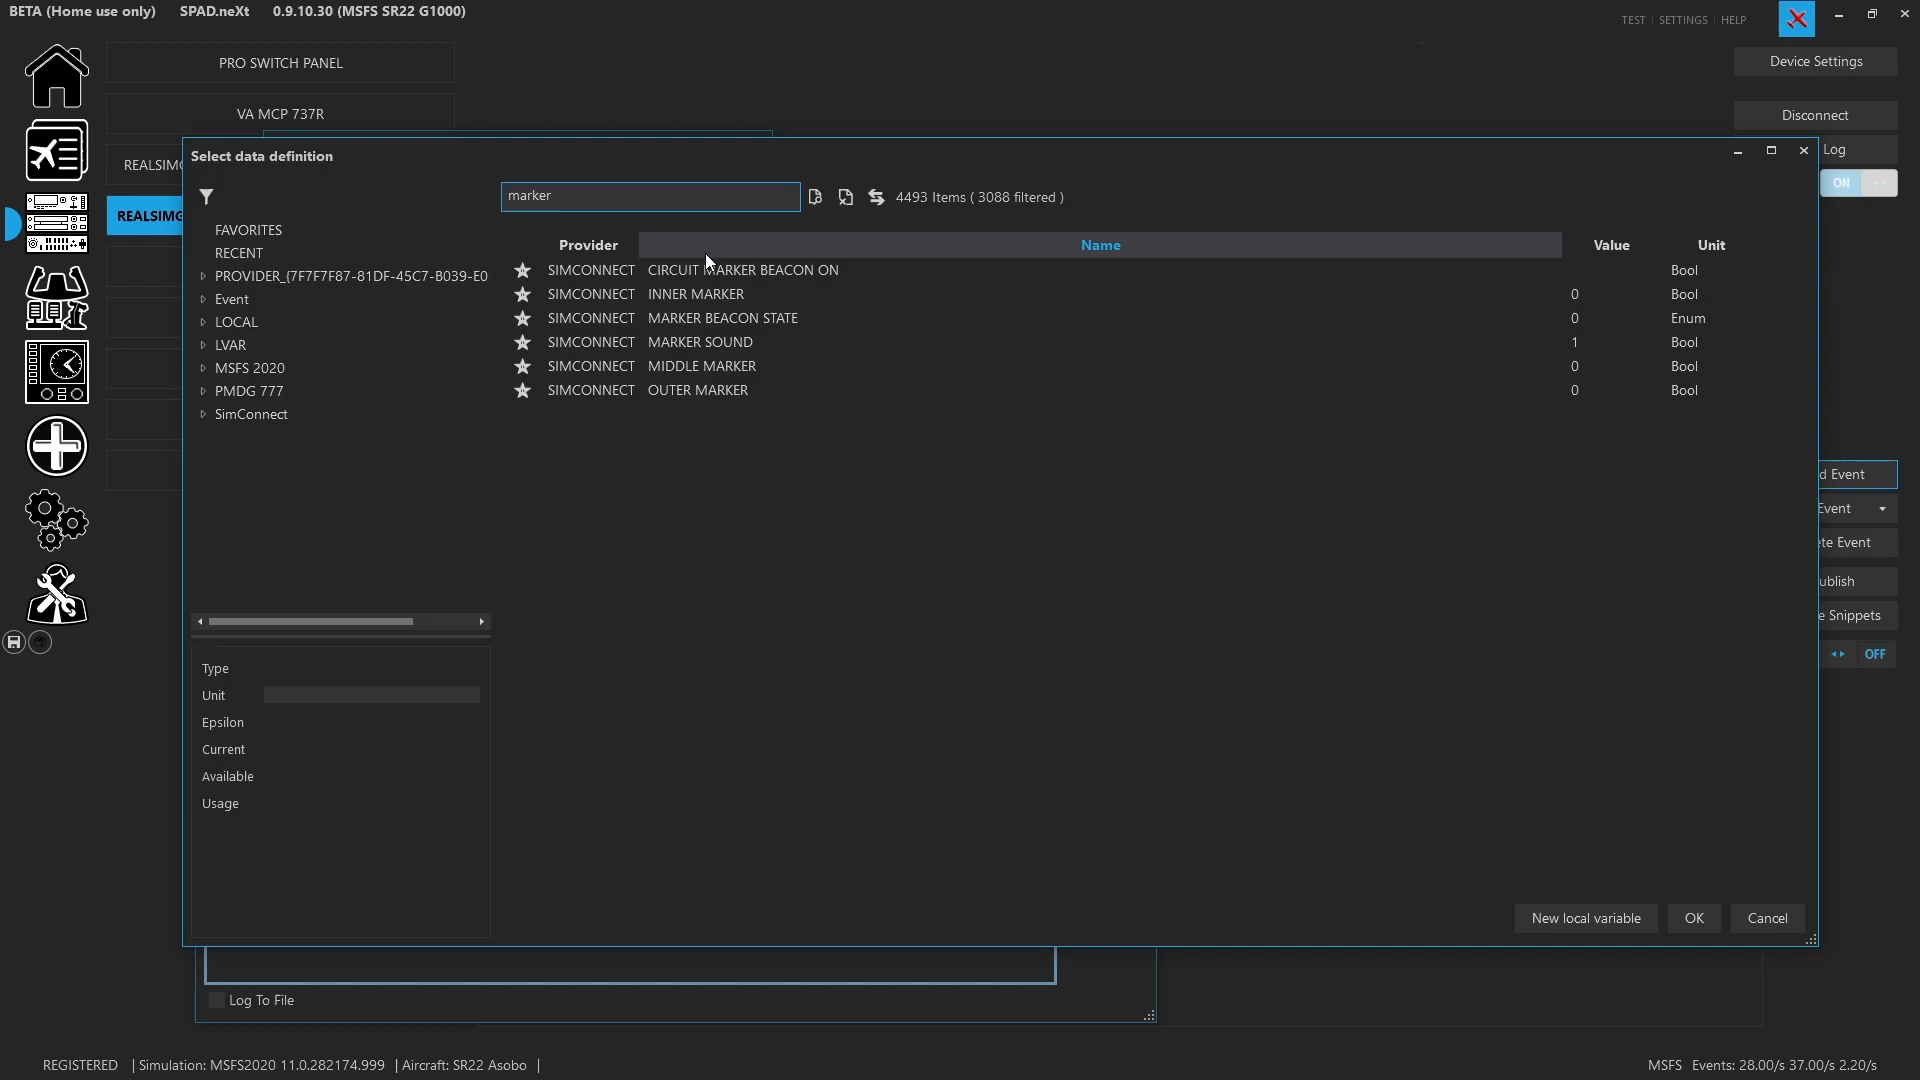 BETA (Home use only) SPAD.neXt 0.9.10.30 (MSFS SR22 G1000)
TEST | SETTINGS | HELP
PRO SWITCH PANEL
Device Settings
VA MCP 737R
Disconnect
REALSIMG
Log
Select data definition
REALSIMG
ON
marker
4493 Items ( 3088 filtered )
FAVORITES
RECENT
PROVIDER_{7F7F7F87-81DF-45C7-B039-E0
Event
LOCAL
LVAR
MSFS 2020
PMDG 777
SimConnect
Provider Name Value Unit
SIMCONNECT CIRCUIT MARKER BEACON ON Bool
SIMCONNECT INNER MARKER 0 Bool
SIMCONNECT MARKER BEACON STATE 0 Enum
SIMCONNECT MARKER SOUND 1 Bool
SIMCONNECT MIDDLE MARKER 0 Bool
SIMCONNECT OUTER MARKER 0 Bool
d Event
Event
ete Event
ublish
e Snippets
OFF
Type
Unit
Epsilon
Current
Available
Usage
New local variable OK Cancel
Log To File
REGISTERED | Simulation: MSFS2020 11.0.282174.999 | Aircraft: SR22 Asobo |
MSFS Events: 28.00/s 37.00/s 2.20/s